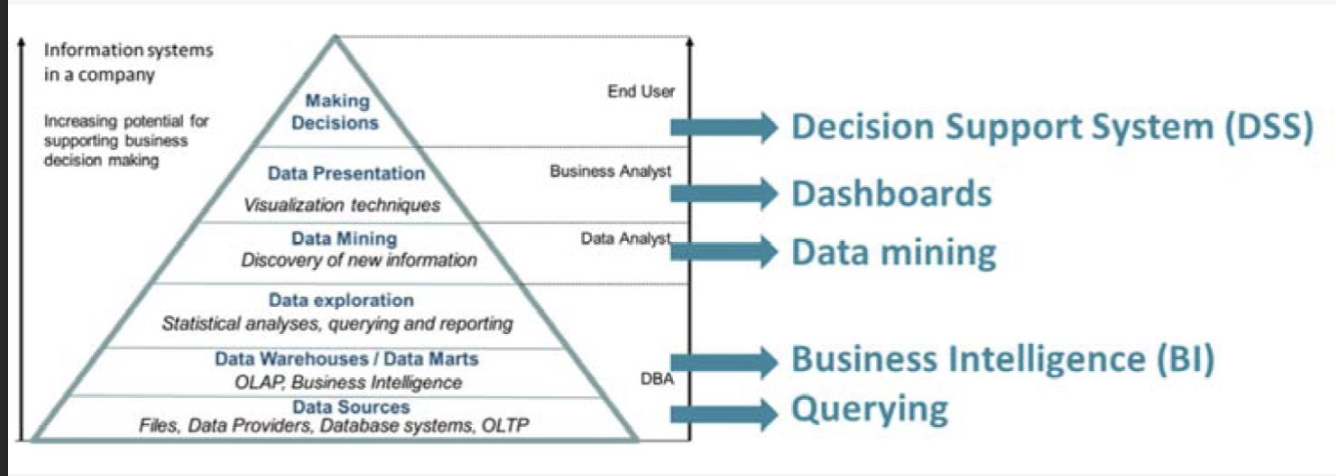 Information systems
in a company
Increasing potential for
supporting business
decision making
Making
Decisions
Data Presentation
Visualization techniques
Data Mining
Discovery of new information
Data exploration
Statistical analyses, querying and reporting
Data Warehouses / Data Marts
OLAP, Business Intelligence
Data Sources
Files, Data Providers, Database systems, OLTP
End User
Business Analyst
Data Analyst
DBA
Decision Support System (DSS)
Dashboards
Data mining
Business Intelligence (BI)
Querying